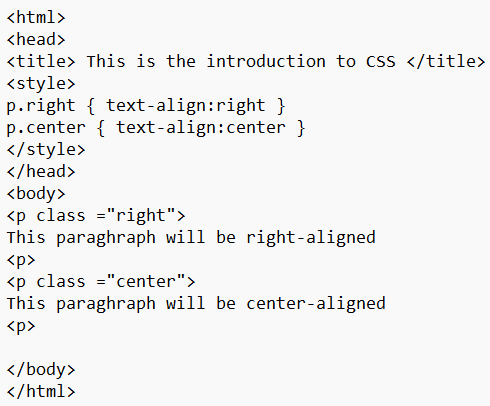 <html>
<head>
<title> This is the introduction to CSS </title>
<style>
p.right { text-align:right }
p.center { text-align:center }
</style>
</head>
<body>
<p class ="right">
This paraghraph will be right-aligned
<p>
<p class ="center">
This paraghraph will be center-aligned
<p>
</body>
</html>